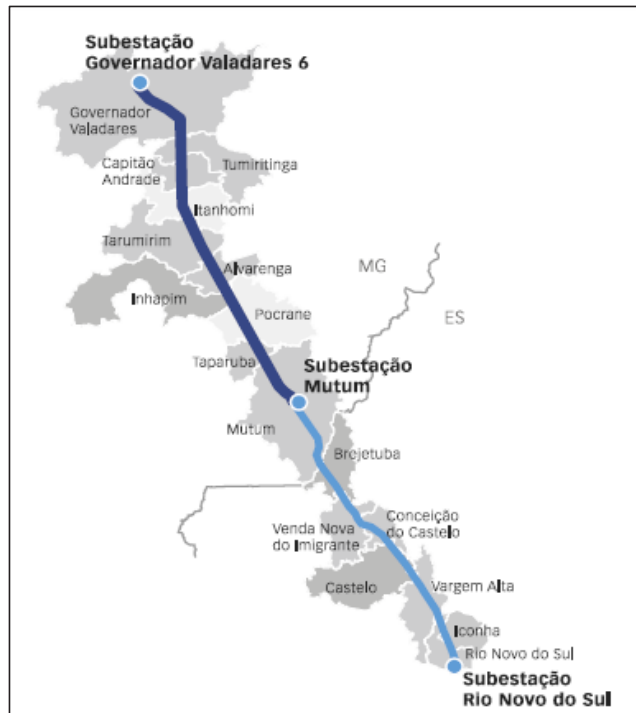 Subestação
Governador Valadares 6
Governador
Valadares
Capitão
Andrade
Tumiritinga
Itanhomi
Tarumirim
Alvarenga
Inhapim
MG
ES
Pocrane
Taparuba
Subestação
Mutum
Mutum
Brejetuba
Conceição
do Castelo
Venda Nova
do Imigrante
Castelo
Vargem Alta
Iconha
Rio Novo do Sul
Subestação
Rio Novo do Sul